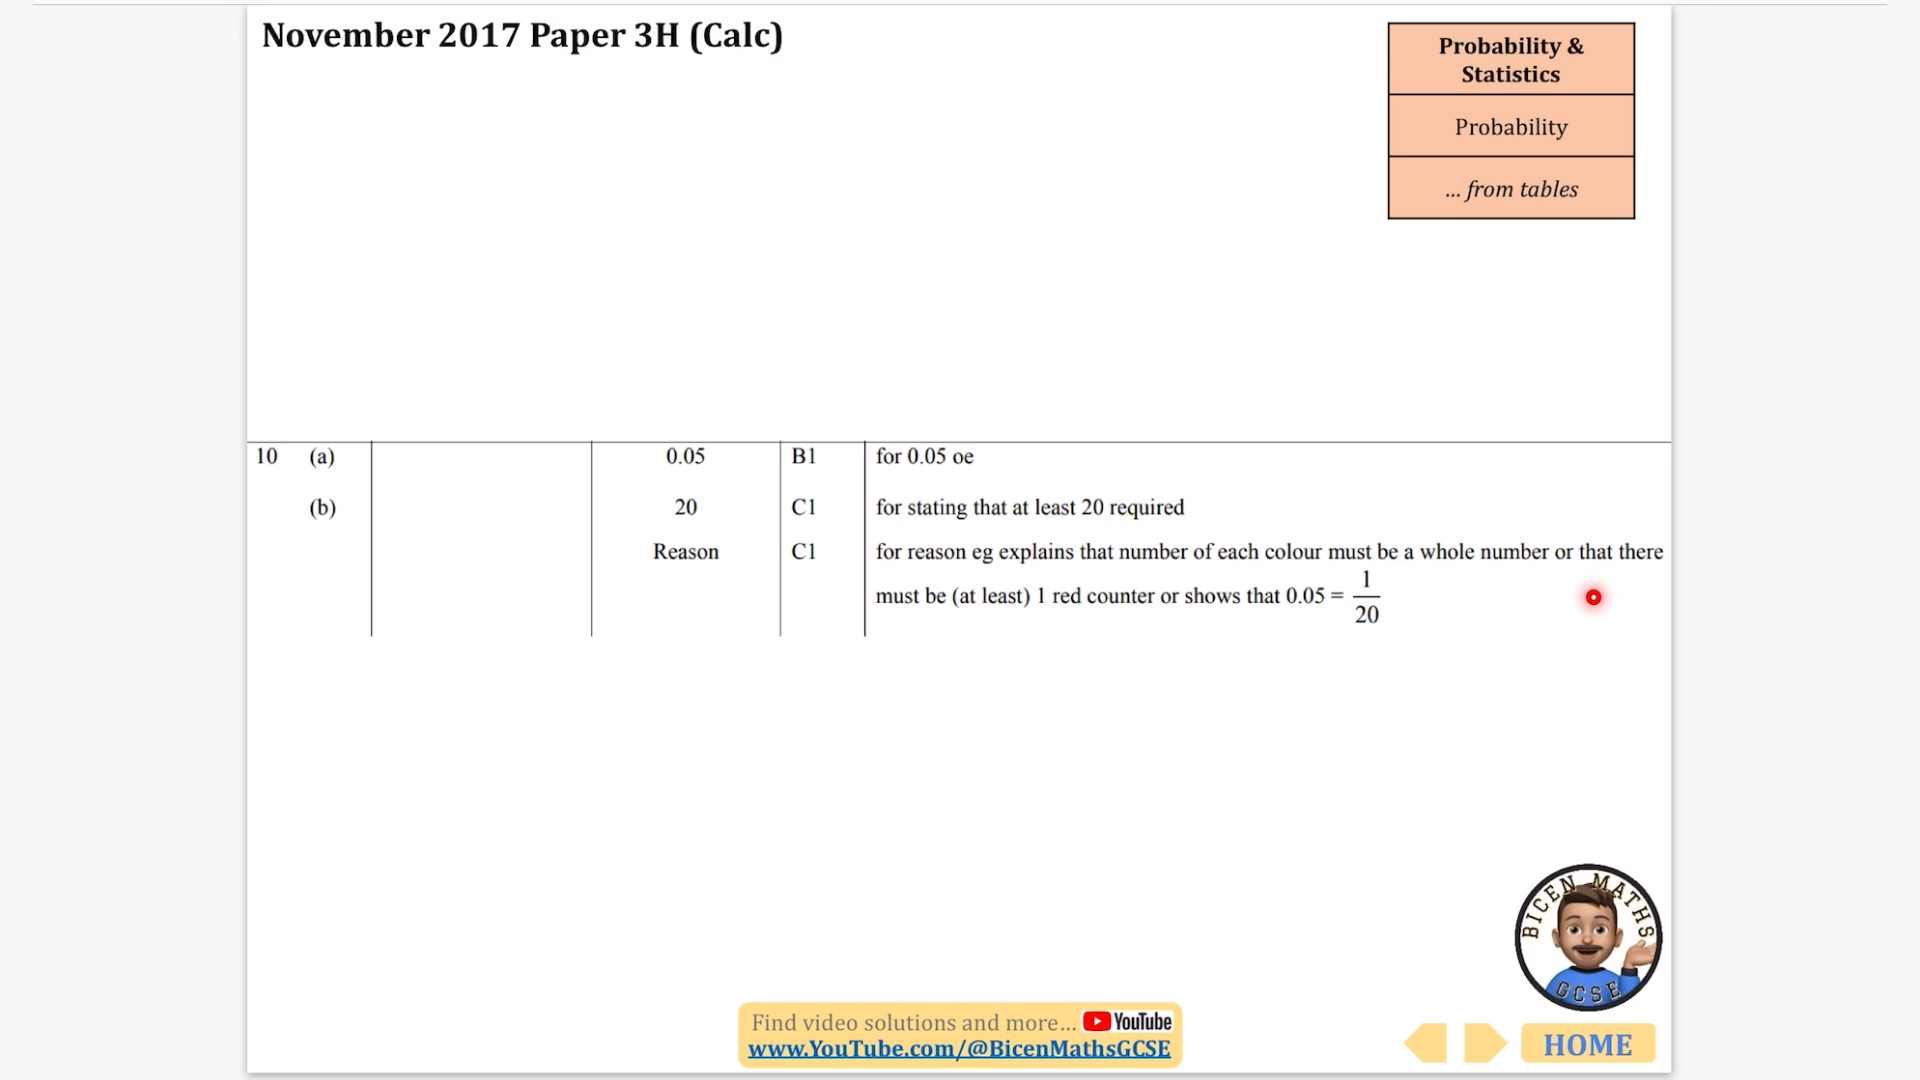 November 2017 Paper 3H (Calc)
Probability &
Statistics
Probability
... from tables
10 (a) 0.05 B1 for 0.05 oe
(b) 20 C1 for stating that at least 20 required
Reason C1 for reason eg explains that number of each colour must be a whole number or that there
must be (at least) 1 red counter or shows that 0.05 = 1/20
BICEN MATHS
GCSE
Find video solutions and more... YouTube
www.YouTube.com/@BicenMathsGCSE
HOME